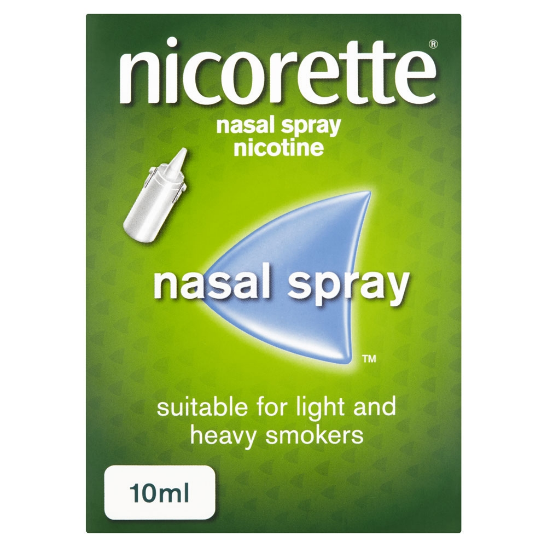 nicorette®
nasal spray
nicotine
nasal spray
™
suitable for light and
heavy smokers
10ml